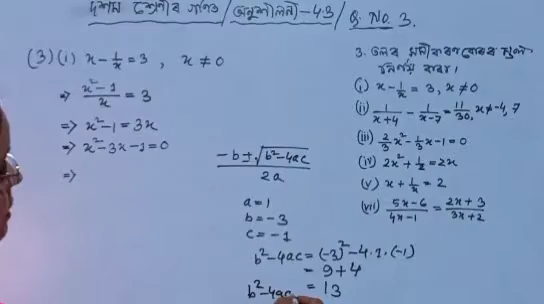 দশম শ্রেণীর গণিত / অনুশীলনী-4.3 / Q. No. 3.
(3) (i) x - 1/x = 3 , x ≠ 0
⇒ (x² - 1)/x = 3
⇒ x² - 1 = 3x
⇒ x² - 3x - 1 = 0
⇒
(-b ± √(b² - 4ac))/2a
a = 1
b = -3
c = -1
b² - 4ac = (-3)² - 4.1.(-1)
= 9 + 4
b² - 4ac = 13
3. তলৰ সমীকৰণবোৰৰ মূল
নিৰ্ণয় কৰা।
(i) x - 1/x = 3, x ≠ 0
(ii) 1/(x+4) - 1/(x-7) = 11/30, x ≠ -4, 7
(iii) 2/3 x² - 1/3 x - 1 = 0
(iv) 2x² + 1/2 = 2x
(v) x + 1/x = 2
(vii) (5x-6)/(4x-1) = (2x+3)/(3x+2)